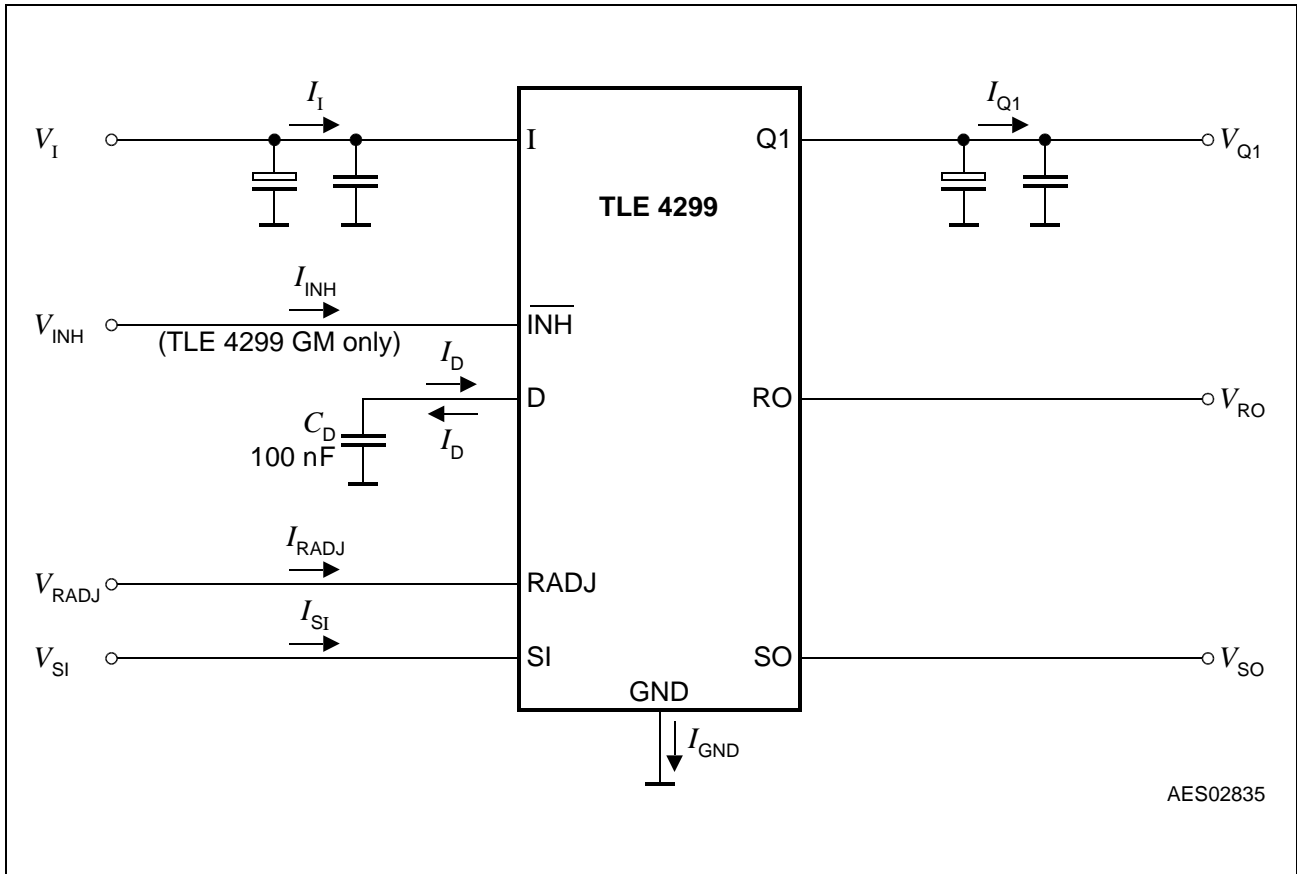 I_I
I_Q1
V_I
I
Q1
V_Q1
TLE 4299
I_INH
V_INH
INH
(TLE 4299 GM only)
I_D
D
RO
V_RO
C_D
I_D
100 nF
I_RADJ
V_RADJ
RADJ
I_SI
V_SI
SI
SO
V_SO
GND
I_GND
AES02835